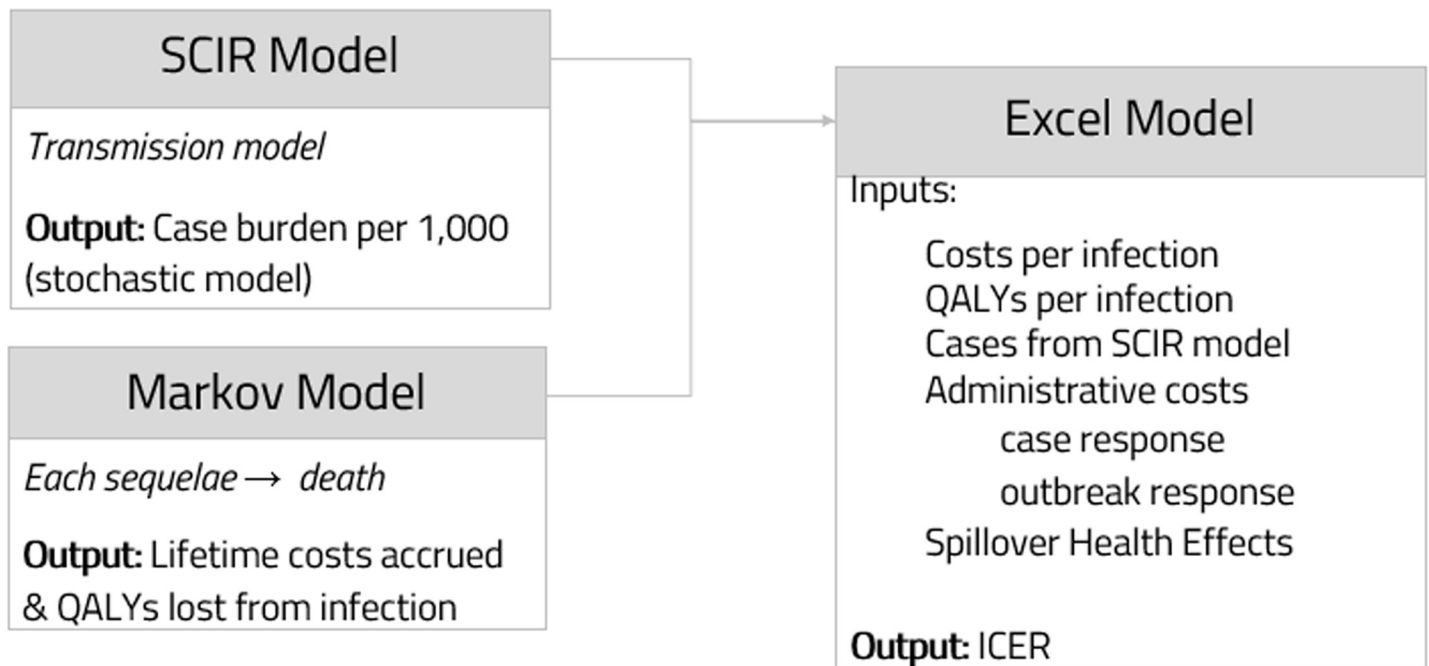 SCIR Model
Transmission model
Output: Case burden per 1,000
(stochastic model)
Markov Model
Each sequelae → death
Output: Lifetime costs accrued
& QALYs lost from infection
Excel Model
Inputs:
Costs per infection
QALYs per infection
Cases from SCIR model
Administrative costs
case response
outbreak response
Spillover Health Effects
Output: ICER